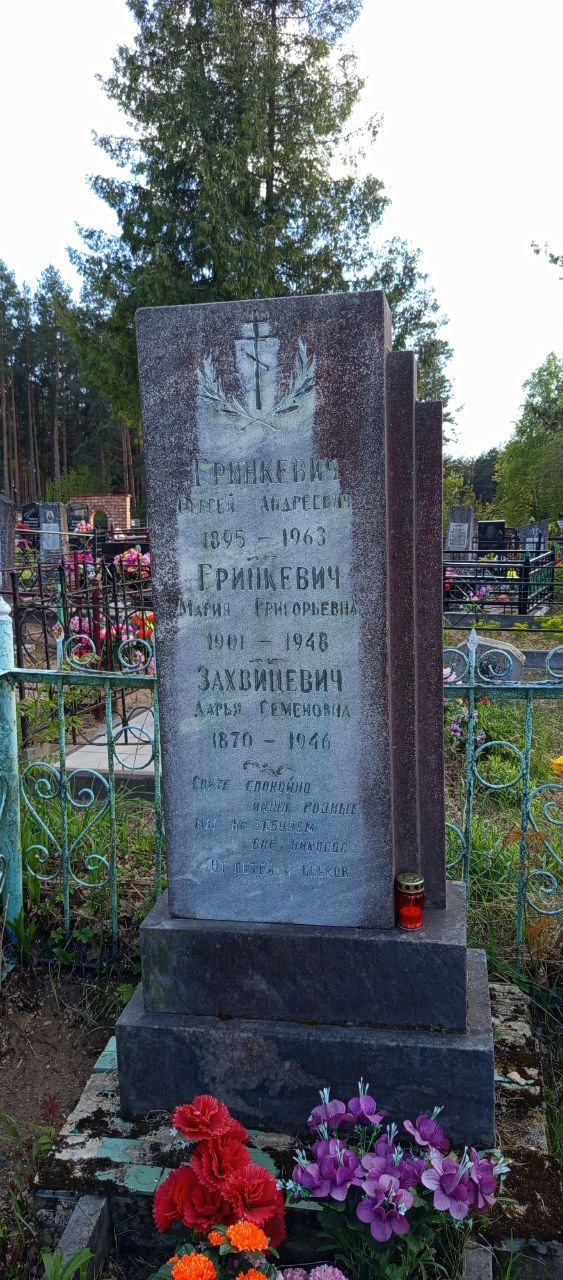 ГРИНКЕВИЧ
СЕРГЕЙ АНДРЕЕВИЧ
1895 – 1963
ГРИНКЕВИЧ
МАРИЯ ГРИГОРЬЕВНА
1901 – 1948
ЗАХВИЦЕВИЧ
ДАРЬЯ СЕМЕНОВНА
1870 – 1946
СПИТЕ СПОКОЙНО
НАШИ РОДНЫЕ
МЫ НЕ ЗАБУДЕМ
ВАС НИКОГДА
ОТ ДЕТЕЙ И ВНУКОВ